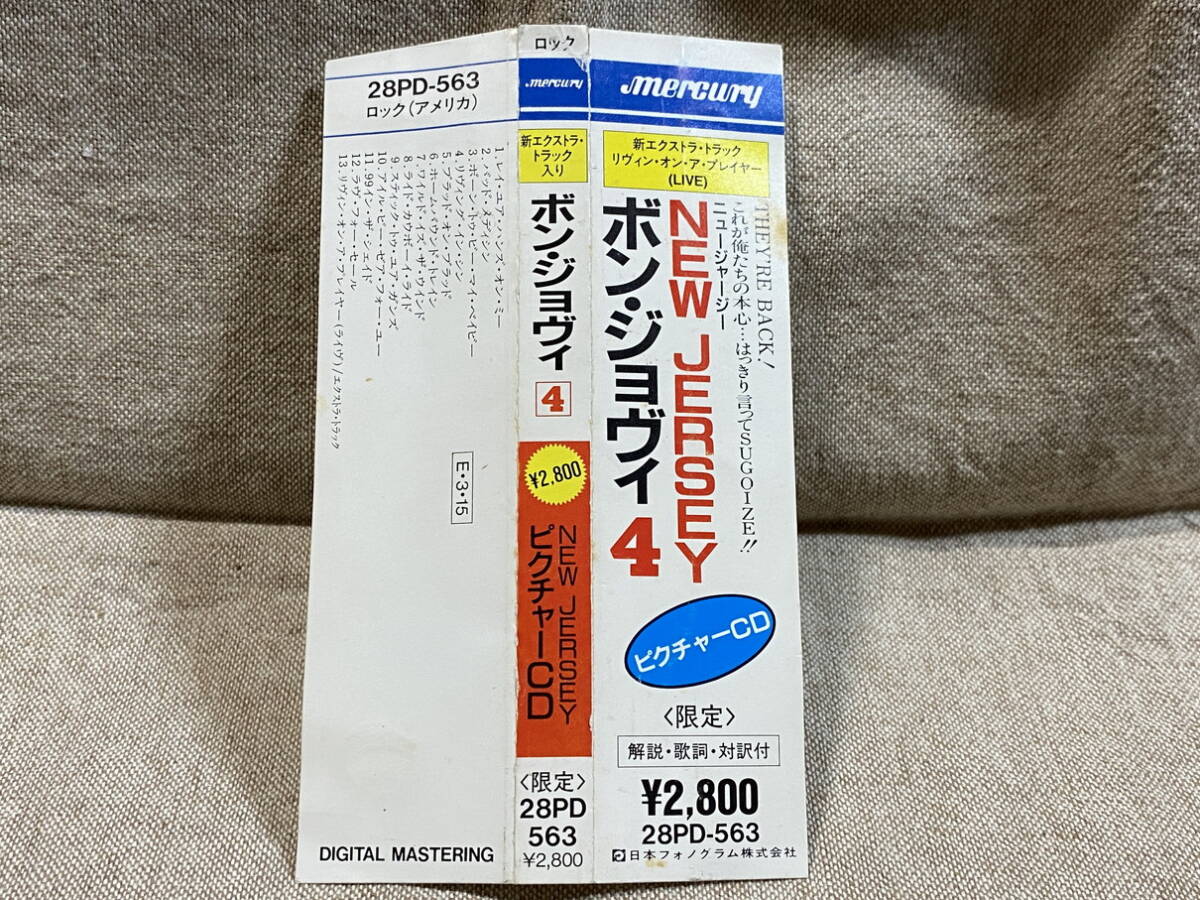 28PD-563
ロック(アメリカ)
1. レイ・ユア・ハンズ・オン・ミー
2. バッド・メディシン
3. ボーン・トゥ・ビー・マイ・ベイビー
4. リヴィング・イン・シン
5. ブラッド・オン・ブラッド
6. ホームバウンド・トレイン
7. ワイルド・イズ・ザ・ウインド
8. ライド・カウボーイ・ライド
9. スティック・トゥ・ユア・ガンズ
10. アイル・ビー・ゼア・フォー・ユー
11. 99イン・ザ・シェイド
12. ラヴ・フォー・セール
13. リヴィン・オン・ア・プレイヤー(ライヴ)/エクストラ・トラック
E・3・15
DIGITAL MASTERING
ロック
mercury
新エクストラ・
トラック
入り
ボン・ジョヴィ
4
¥2,800
NEW JERSEY
ピクチャーCD
〈限定〉
28PD
563
¥2,800
mercury
新エクストラ・トラック
リヴィン・オン・ア・プレイヤー
(LIVE)
THEY'RE BACK!
これが俺たちの本心…はっきり言ってSUGOIZE!!
ニュージャージー
NEW JERSEY
ボン・ジョヴィ4
ピクチャーCD
〈限定〉
解説・歌詞・対訳付
¥2,800
28PD-563
日本フォノグラム株式会社